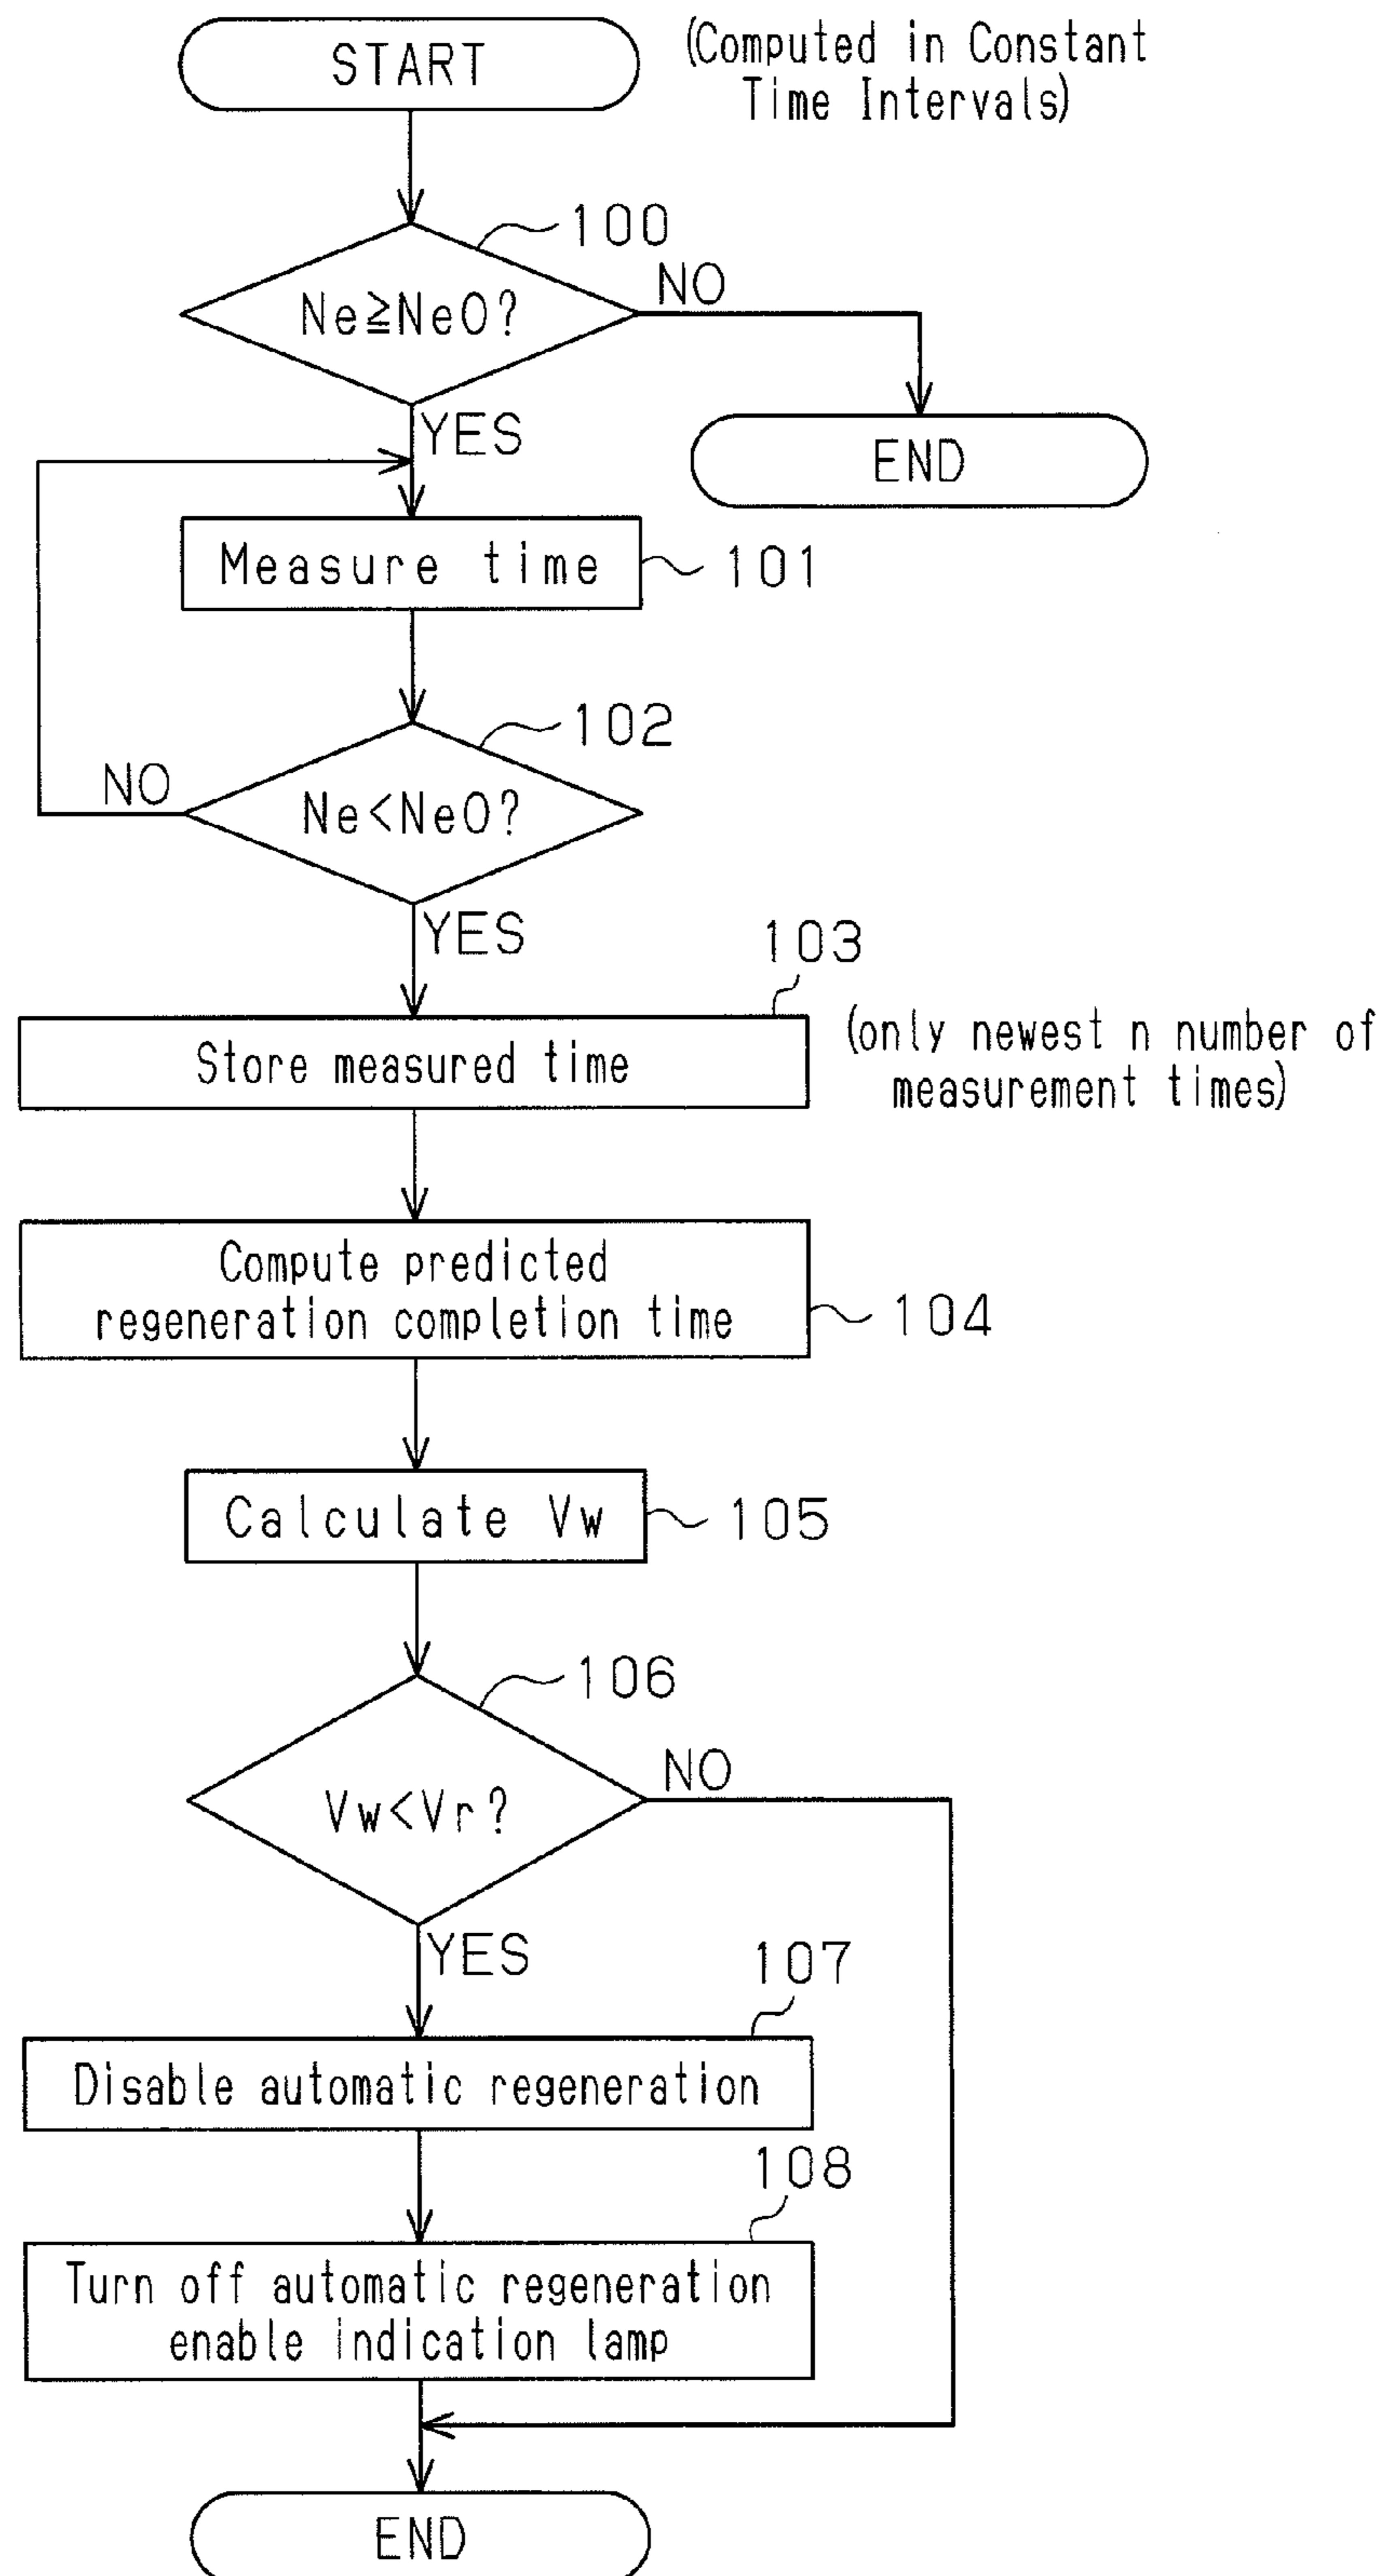 START
(Computed in Constant
Time Intervals)
100
Ne≧Ne0?
NO
END
YES
Measure time
101
102
NO
Ne<Ne0?
YES
103
Store measured time
(only newest n number of
measurement times)
Compute predicted
regeneration completion time
104
Calculate Vw
105
106
NO
Vw<Vr?
YES
107
Disable automatic regeneration
108
Turn off automatic regeneration
enable indication lamp
END